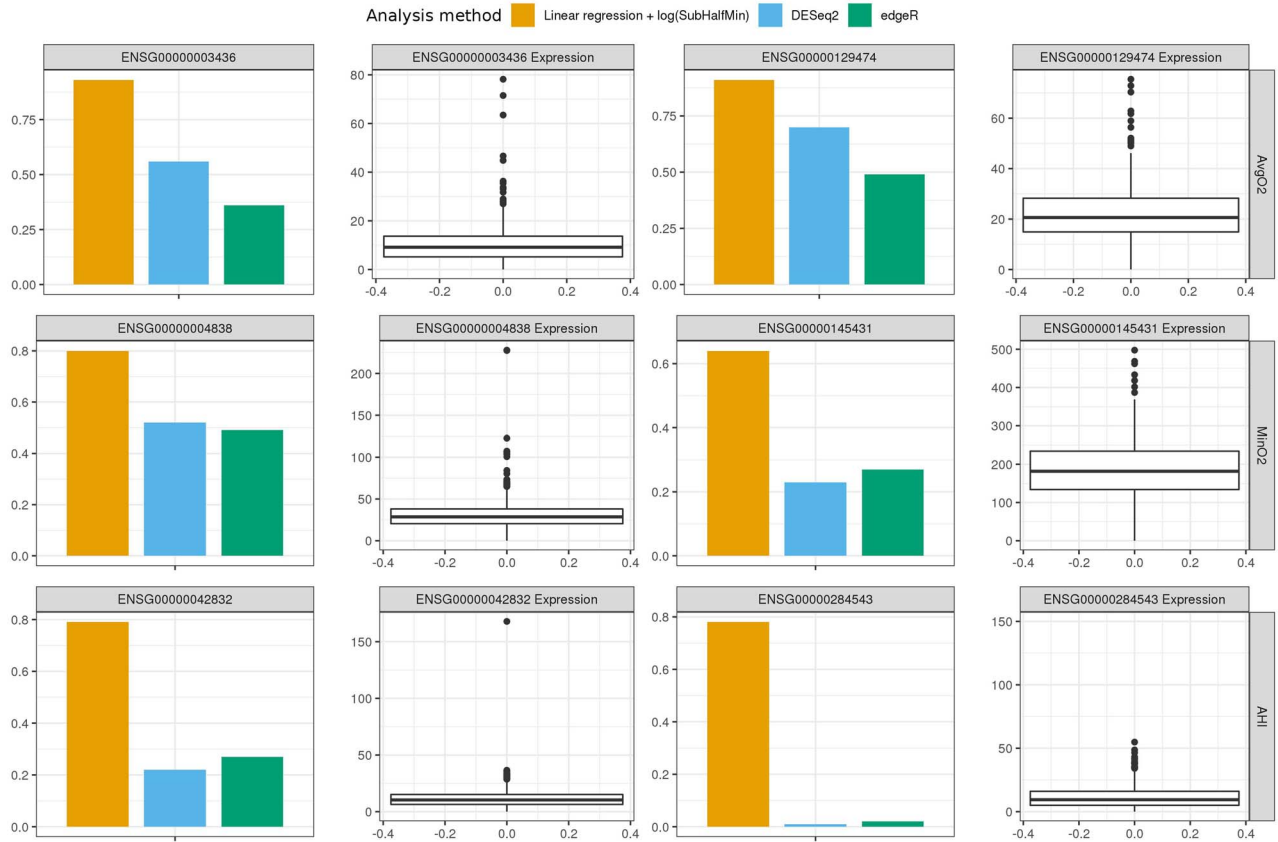 Analysis method Linear regression + log(SubHalfMin) DESeq2 edgeR
ENSG00000003436
0.75
0.50
0.25
0.00
ENSG00000003436 Expression
80
60
40
20
0
-0.4 -0.2 0.0 0.2 0.4
ENSG00000129474
0.75
0.50
0.25
0.00
ENSG00000129474 Expression
60
40
20
0
-0.4 -0.2 0.0 0.2 0.4
AvgO2
ENSG00000004838
0.8
0.6
0.4
0.2
0.0
ENSG00000004838 Expression
200
150
100
50
0
-0.4 -0.2 0.0 0.2 0.4
ENSG00000145431
0.6
0.4
0.2
0.0
ENSG00000145431 Expression
500
400
300
200
100
0
-0.4 -0.2 0.0 0.2 0.4
MinO2
ENSG00000042832
0.8
0.6
0.4
0.2
0.0
ENSG00000042832 Expression
150
100
50
0
-0.4 -0.2 0.0 0.2 0.4
ENSG00000284543
0.8
0.6
0.4
0.2
0.0
ENSG00000284543 Expression
150
100
50
0
-0.4 -0.2 0.0 0.2 0.4
AHI